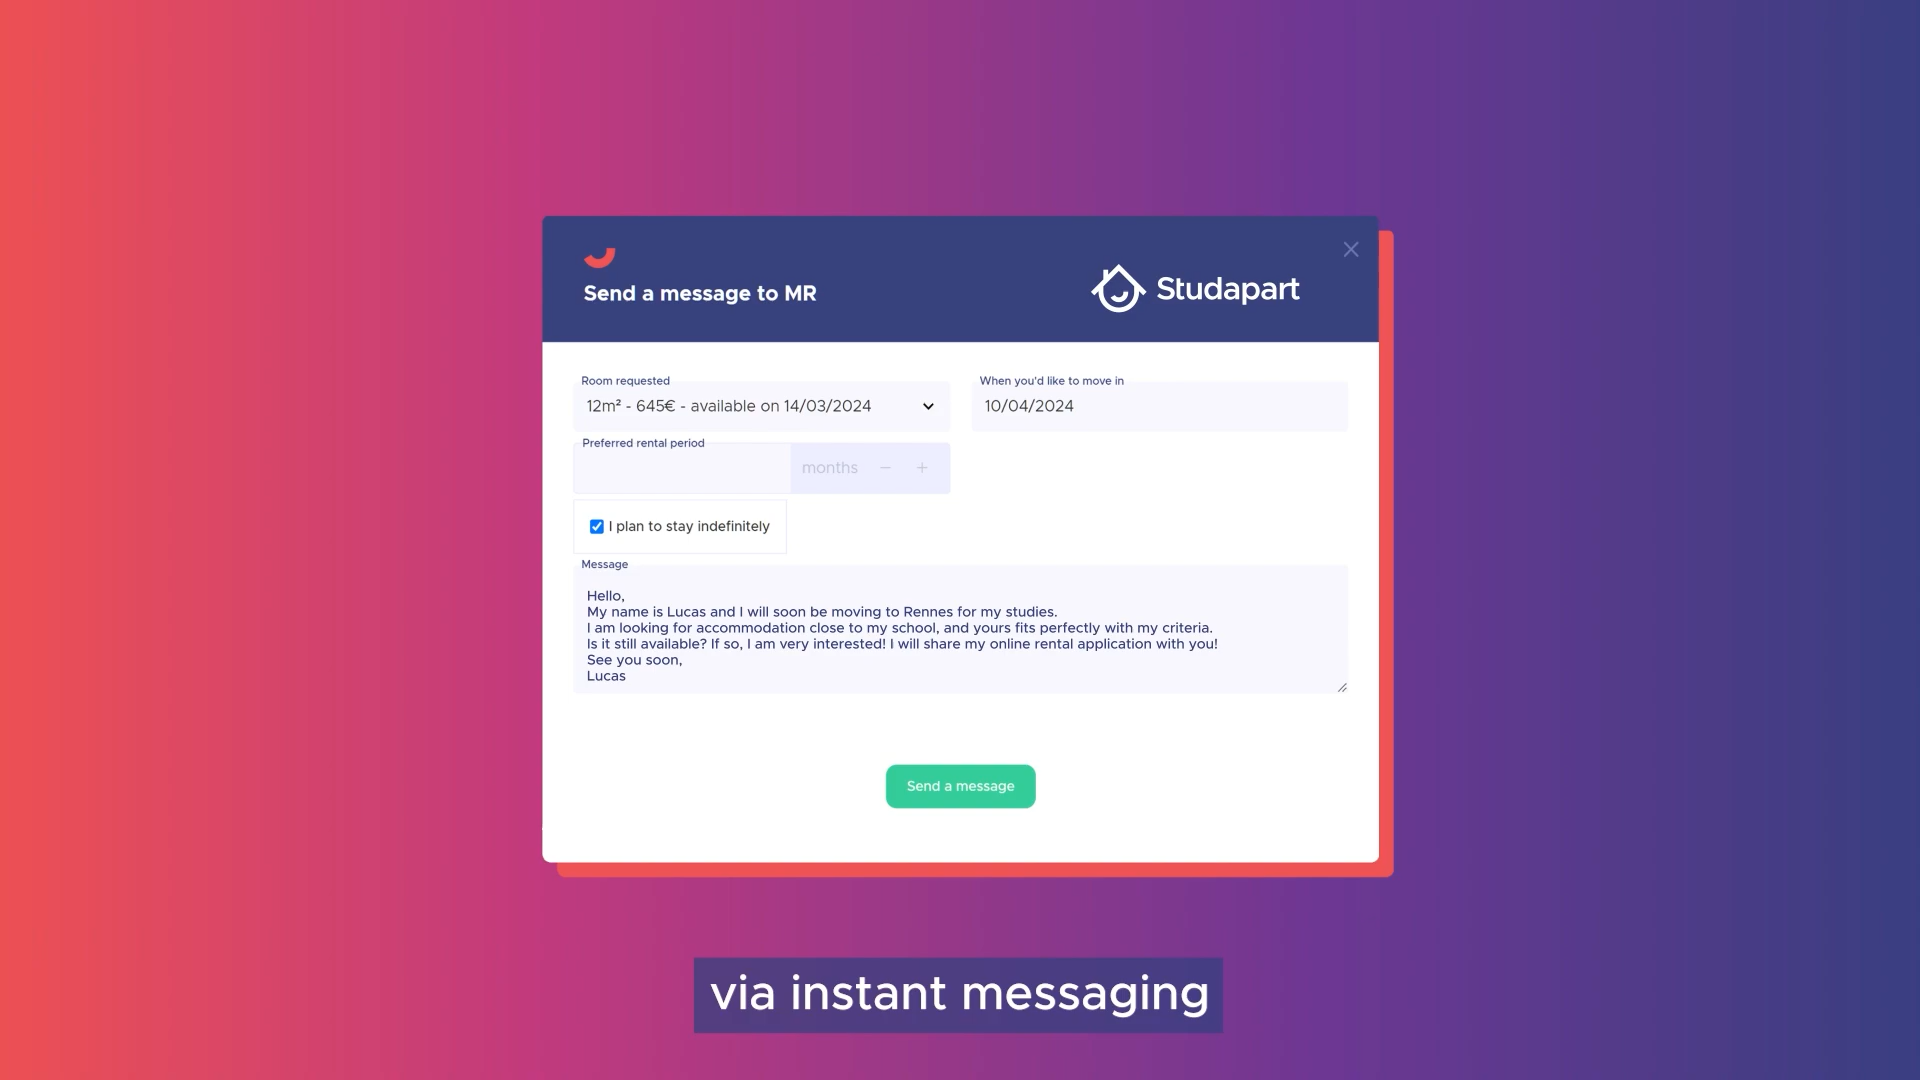 Send a message to MR
Studapart
Room requested
12m² - 645€ - available on 14/03/2024
When you'd like to move in
10/04/2024
Preferred rental period
months − +
I plan to stay indefinitely
Message
Hello,
My name is Lucas and I will soon be moving to Rennes for my studies.
I am looking for accommodation close to my school, and yours fits perfectly with my criteria.
Is it still available? If so, I am very interested! I will share my online rental application with you!
See you soon,
Lucas
Send a message
via instant messaging